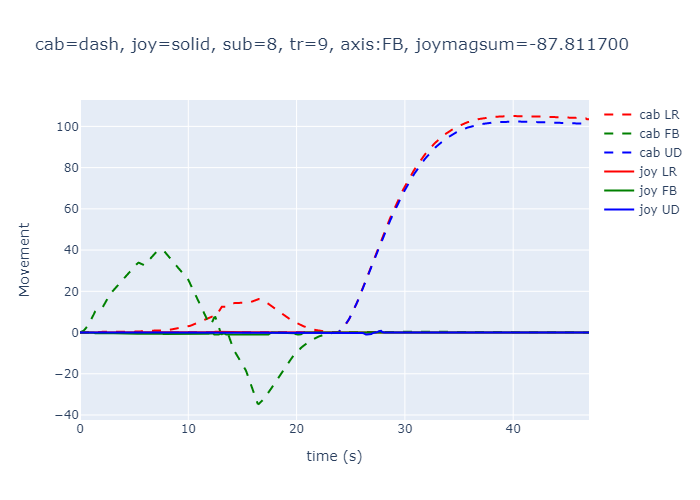 cab=dash, joy=solid, sub=8, tr=9, axis:FB, joymagsum=-87.811700
cab LR
cab FB
cab UD
joy LR
joy FB
joy UD
Movement
100
80
60
40
20
0
−20
−40
0
10
20
30
40
time (s)